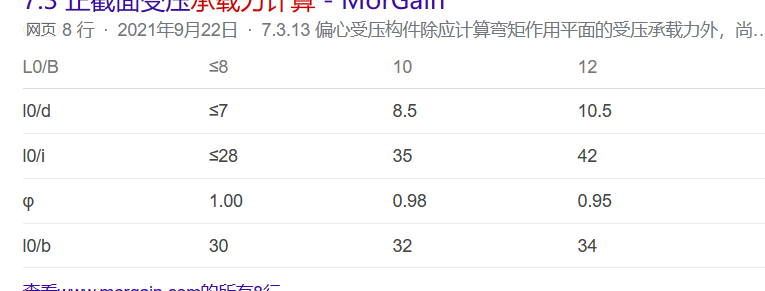 7.3 正截面受压承载力计算 - MorGain
网页 8 行 · 2021年9月22日 · 7.3.13 偏心受压构件除应计算弯矩作用平面的受压承载力外，尚…
L0/B ≤8 10 12
l0/d ≤7 8.5 10.5
l0/i ≤28 35 42
φ 1.00 0.98 0.95
l0/b 30 32 34
查看www.morgain.com的所有8行